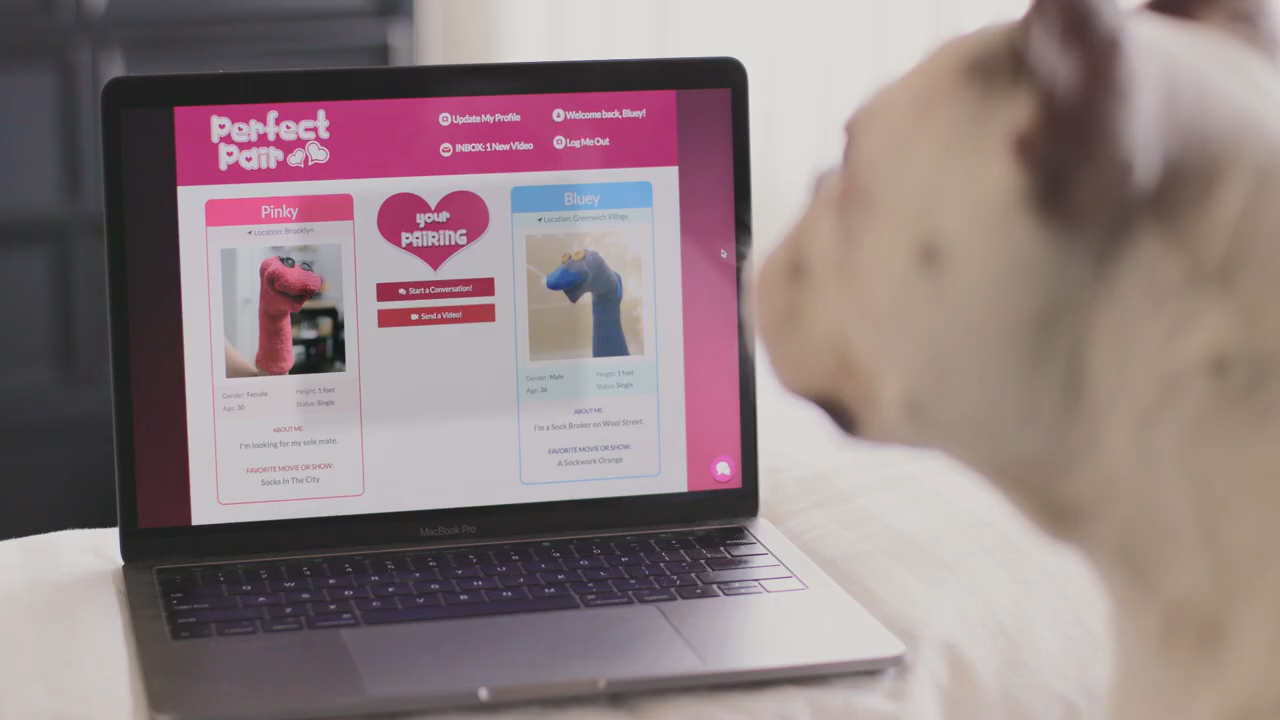 Perfect
Pair
Update My Profile
Welcome back, Bluey!
INBOX: 1 New Video
Log Me Out
Pinky
Location: Brooklyn
Gender: Female
Height: 1 foot
Age: 30
Status: Single
ABOUT ME:
I'm looking for my sole mate.
FAVORITE MOVIE OR SHOW:
Socks In The City
your
PAIRING
Start a Conversation!
Send a Video!
Bluey
Location: Greenwich Village
Gender: Male
Height: 1 foot
Age: 36
Status: Single
ABOUT ME:
I'm a Sock Broker on Wool Street.
FAVORITE MOVIE OR SHOW:
A Sockwork Orange
MacBook Pro